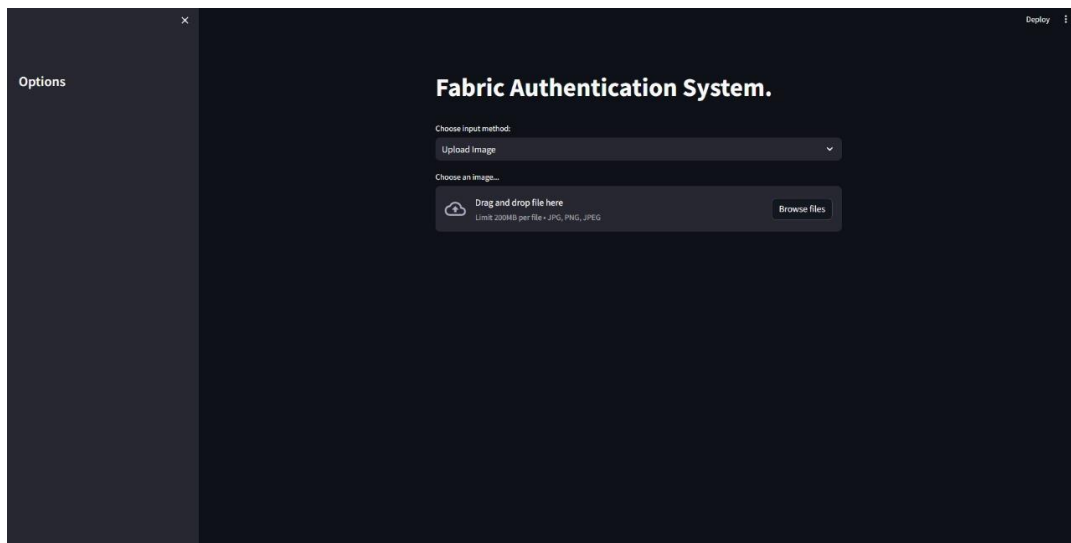 Deploy
Options
Fabric Authentication System.
Choose input method:
Upload Image
Choose an image...
Drag and drop file here
Limit 200MB per file • JPG, PNG, JPEG
Browse files